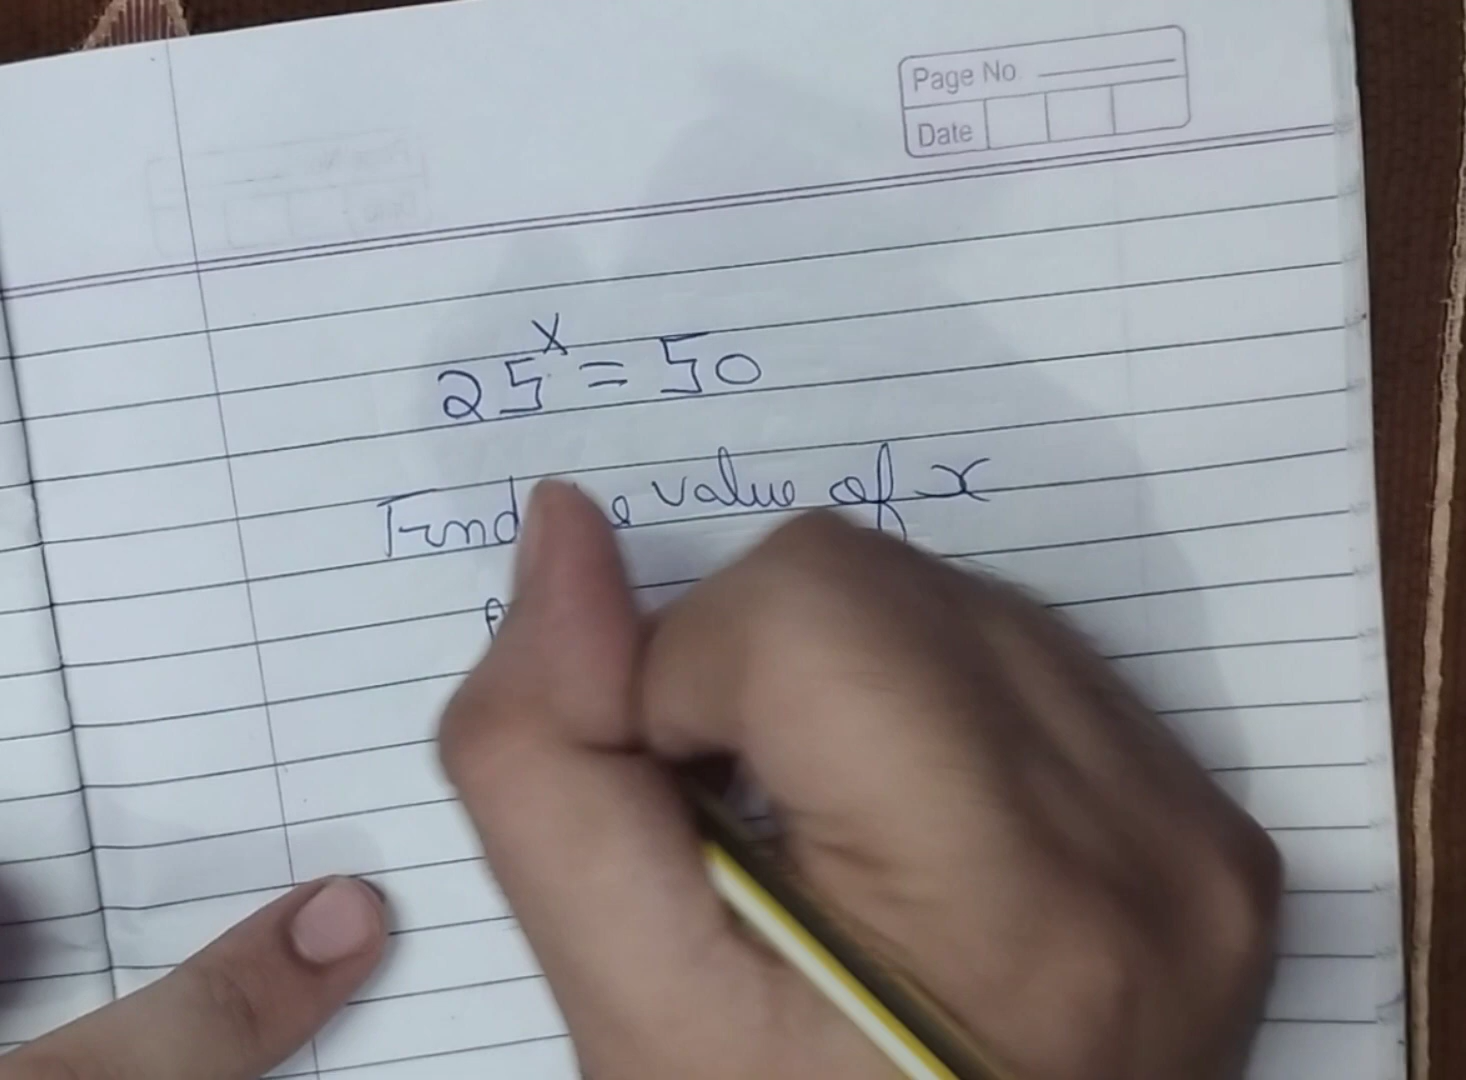 Page No
Date
25^x = 50
Find value of x